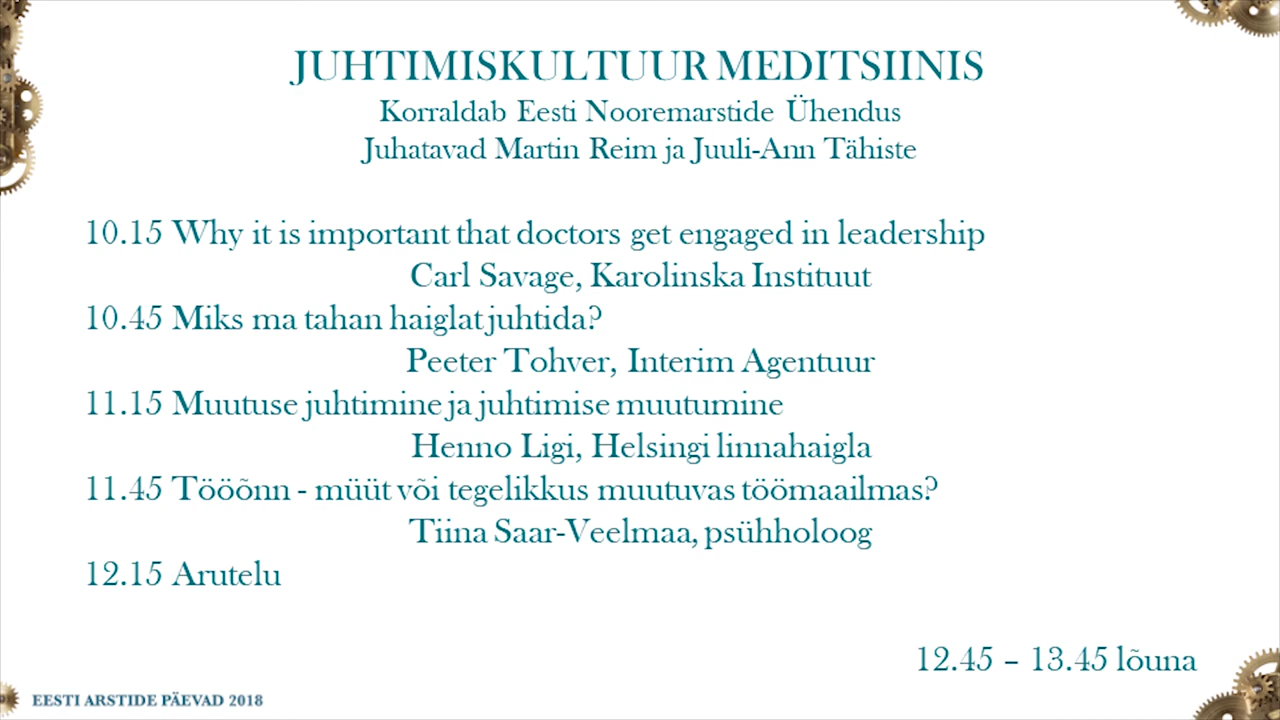 JUHTIMISKULTUUR MEDITSIINIS
Korraldab Eesti Nooremarstide Ühendus
Juhatavad Martin Reim ja Juuli-Ann Tähiste
10.15 Why it is important that doctors get engaged in leadership
Carl Savage, Karolinska Instituut
10.45 Miks ma tahan haiglat juhtida?
Peeter Tohver, Interim Agentuur
11.15 Muutuse juhtimine ja juhtimise muutumine
Henno Ligi, Helsingi linnahaigla
11.45 Tööõnn - müüt või tegelikkus muutuvas töömaailmas?
Tiina Saar-Veelmaa, psühholoog
12.15 Arutelu
12.45 – 13.45 lõuna
EESTI ARSTIDE PÄEVAD 2018